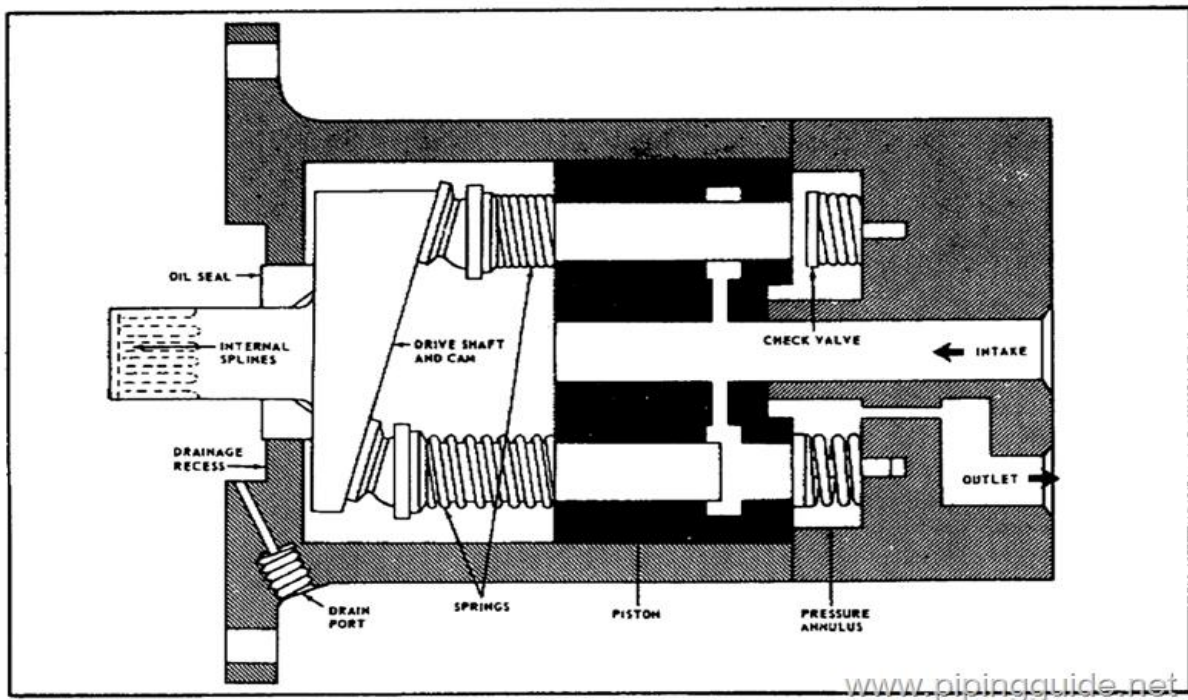 OIL SEAL
INTERNAL
SPLINES
DRIVE SHAFT
AND CAM
CHECK VALVE
INTAKE
DRAINAGE
RECESS
OUTLET
DRAIN
PORT
SPRINGS
PISTON
PRESSURE
ANNULUS
www.pipingguide.net